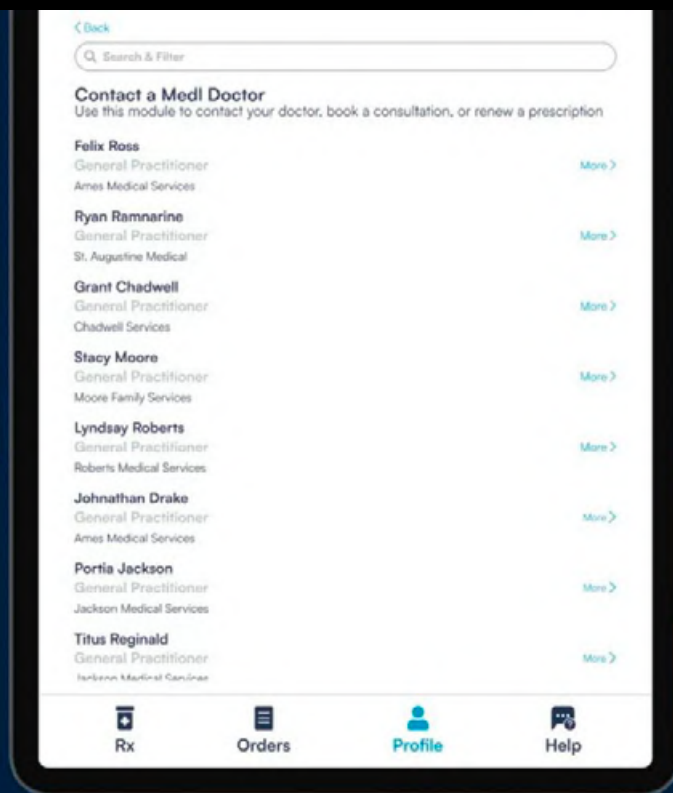 Back
Search & Filter
Contact a Medl Doctor
Use this module to contact your doctor, book a consultation, or renew a prescription
Felix Ross
General Practitioner
More
Ames Medical Services
Ryan Ramnarine
General Practitioner
More
St. Augustine Medical
Grant Chadwell
General Practitioner
More
Chadwell Services
Stacy Moore
General Practitioner
More
Moore Family Services
Lyndsay Roberts
General Practitioner
More
Roberts Medical Services
Johnathan Drake
General Practitioner
More
Ames Medical Services
Portia Jackson
General Practitioner
More
Jackson Medical Services
Titus Reginald
General Practitioner
More
Jackson Medical Services
Rx
Orders
Profile
Help